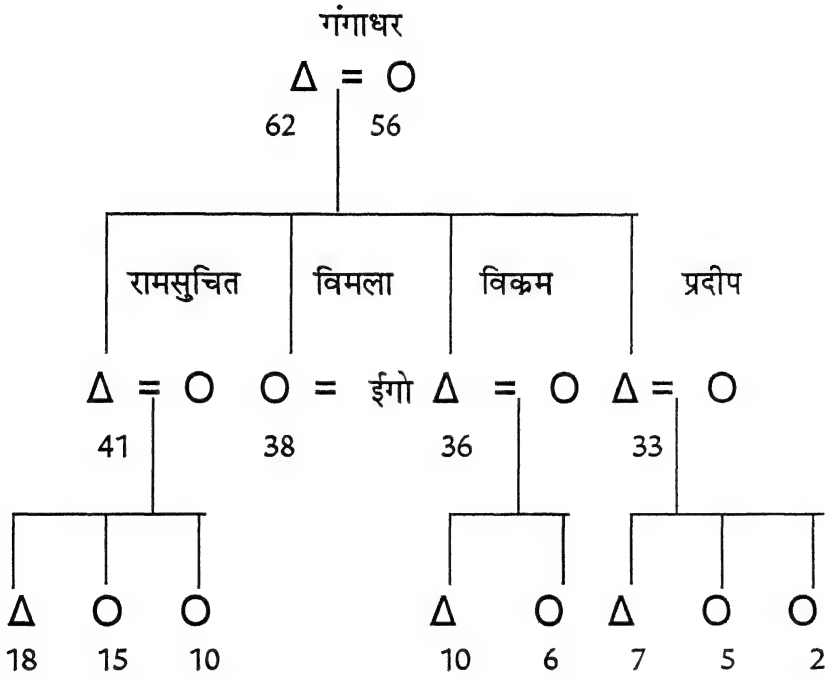 गंगाधर
Δ = O
62 56
रामसुचित विमला विक्रम प्रदीप
Δ = O O = ईगो Δ = O Δ = O
41 38 36 33
Δ O O Δ O Δ O O
18 15 10 10 6 7 5 2